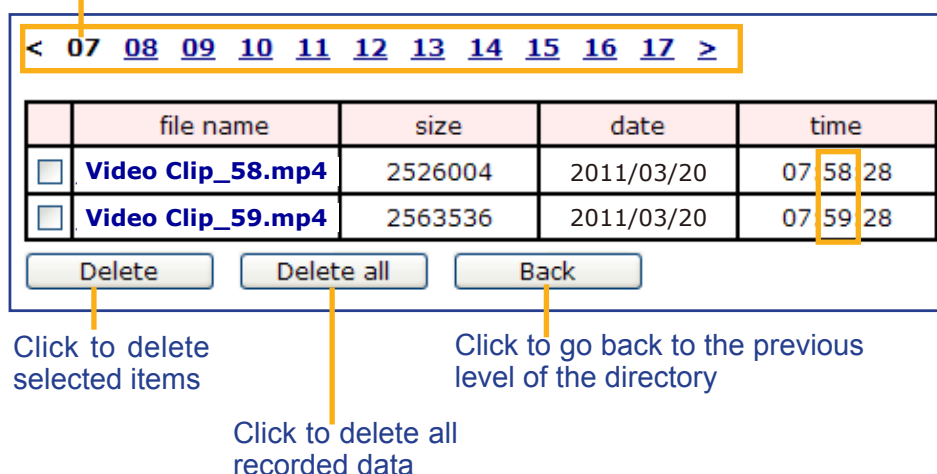 < 07 08 09 10 11 12 13 14 15 16 17 >
file name size date time
Video Clip_58.mp4 2526004 2011/03/20 07:58:28
Video Clip_59.mp4 2563536 2011/03/20 07:59:28
Delete Delete all Back
Click to delete
selected items
Click to go back to the previous
level of the directory
Click to delete all
recorded data